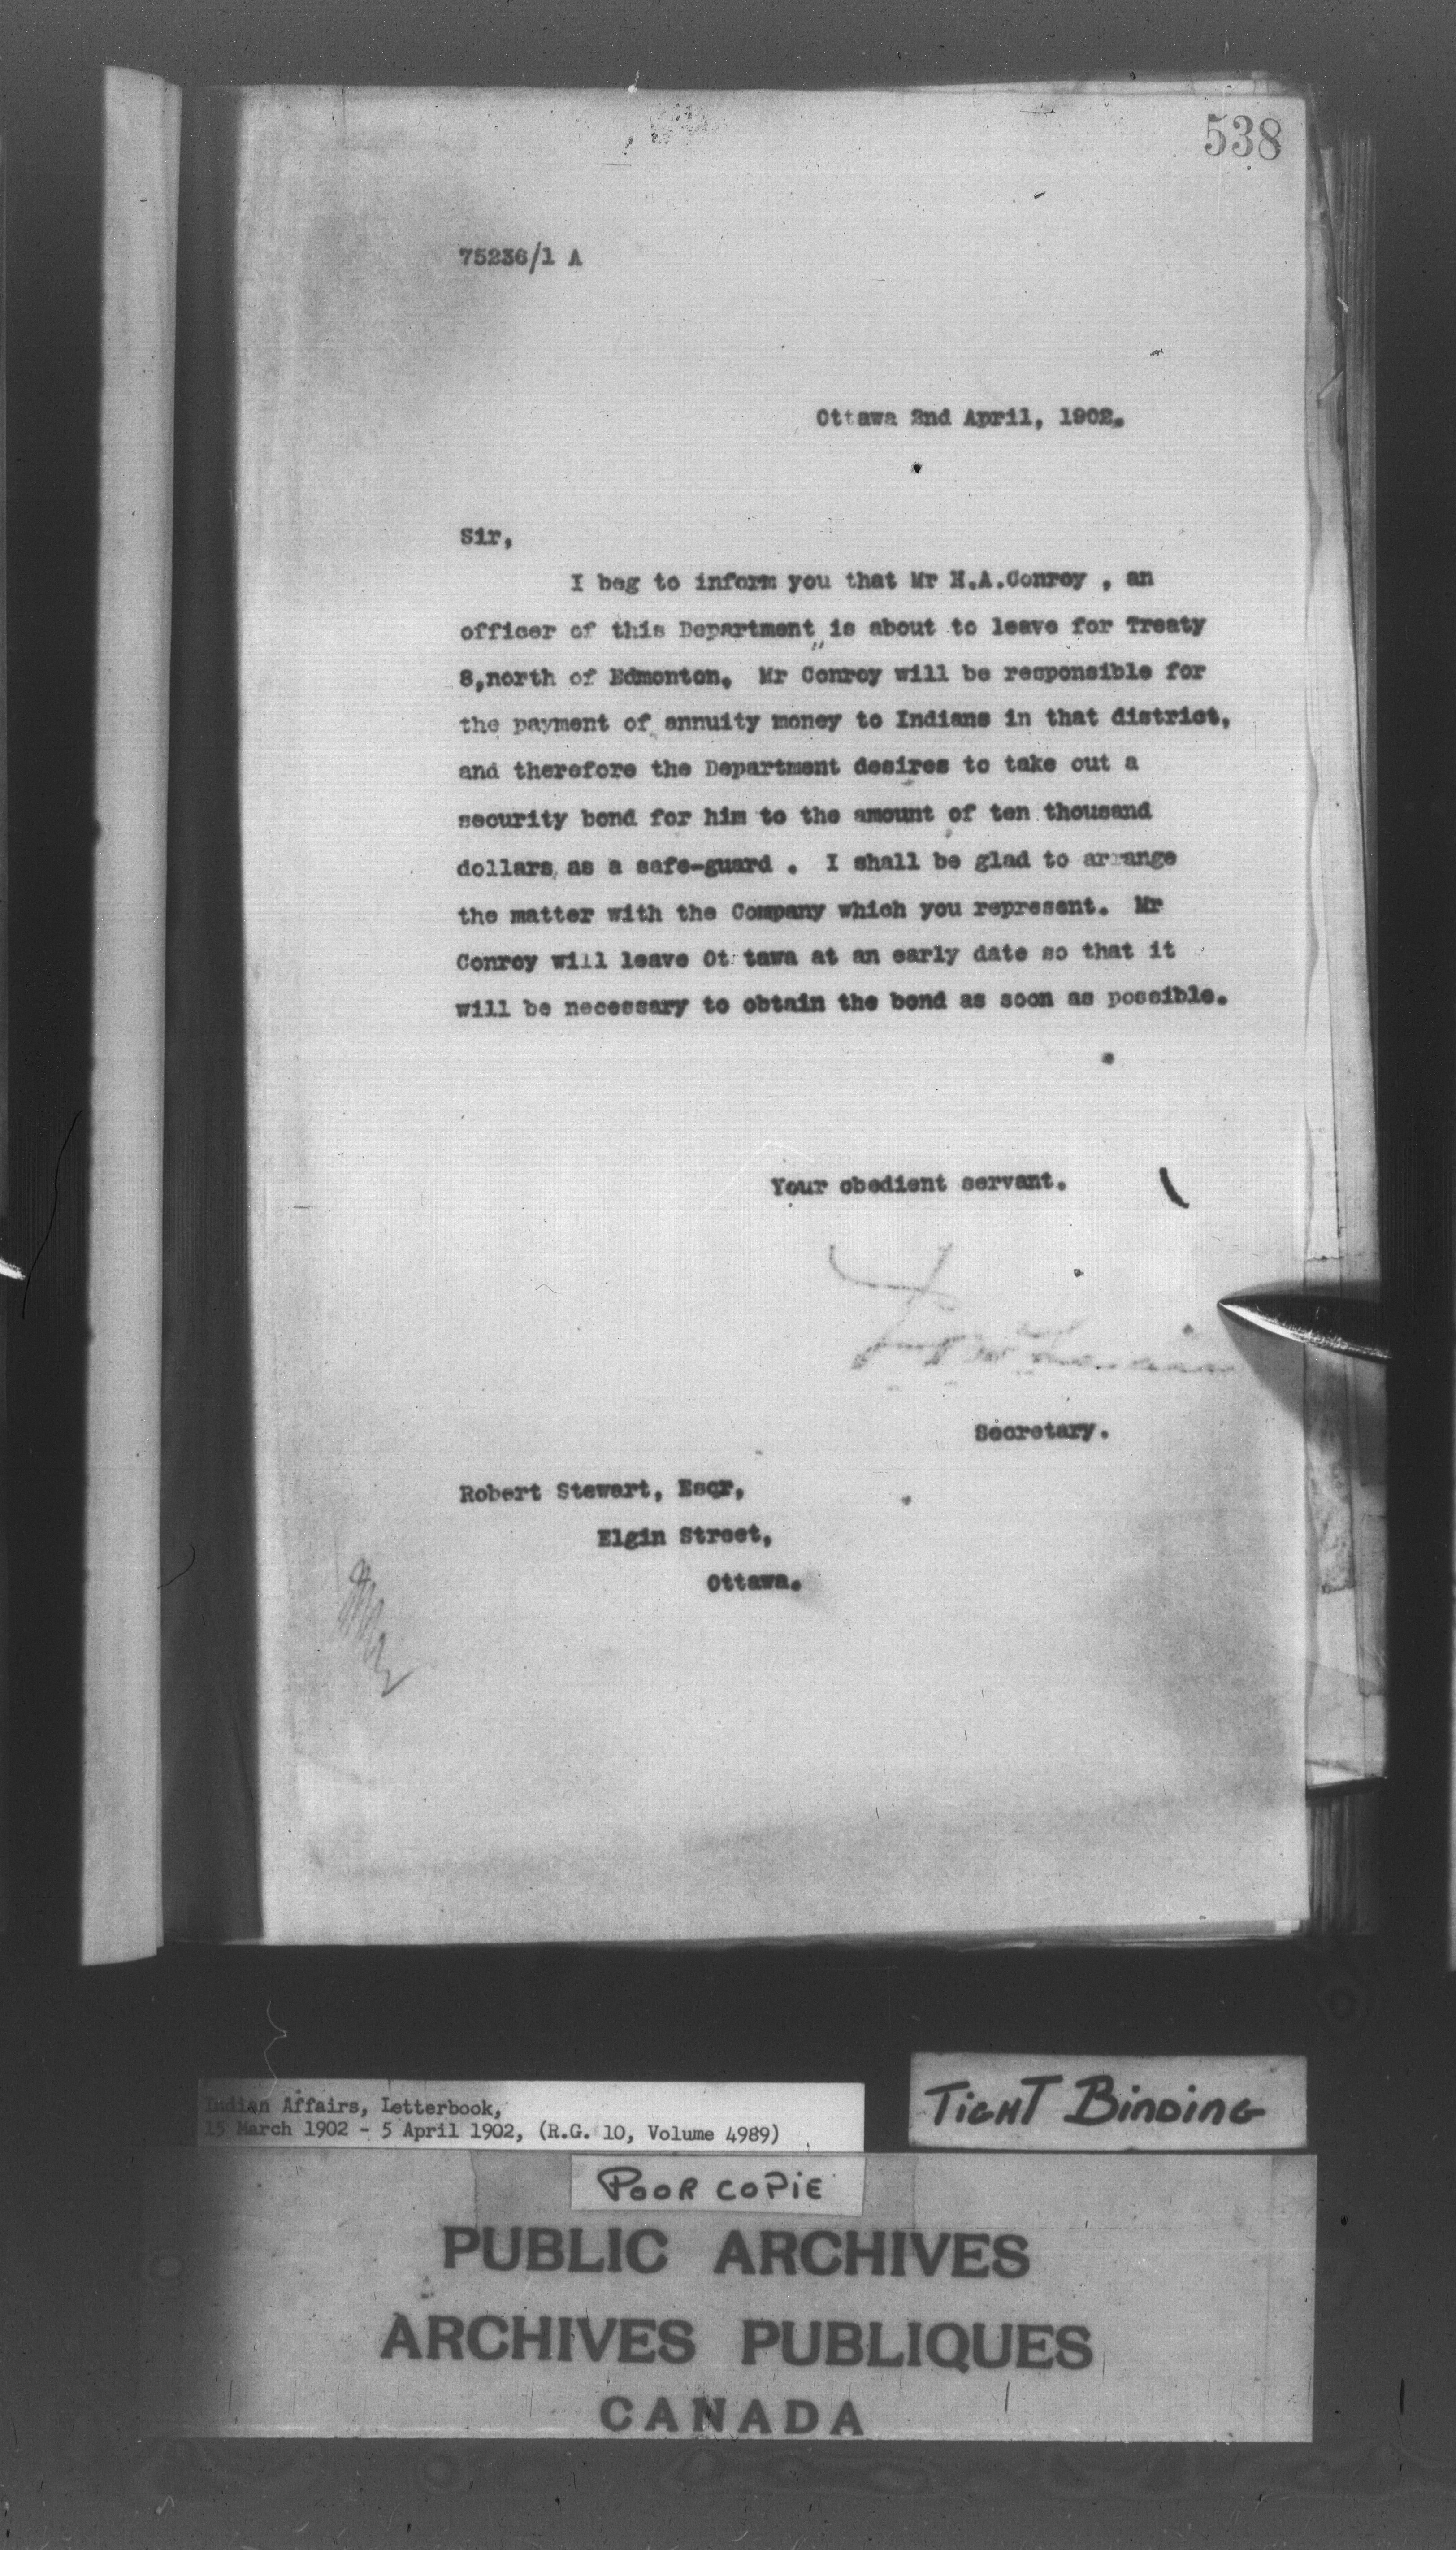 538
75236/1 A
Ottawa 2nd April, 1902.
Sir,
I beg to inform you that Mr H.A.Conroy , an
officer of this Department,, is about to leave for Treaty
8,north of Edmonton. Mr Conroy will be responsible for
the payment of annuity money to Indians in that district,
and therefore the Department desires to take out a
security bond for him to the amount of ten thousand
dollars, as a safe-guard . I shall be glad to arrange
the matter with the Company which you represent. Mr
Conroy will leave Ot tawa at an early date so that it
will be necessary to obtain the bond as soon as possible.
Your obedient servant.
Secretary.
Robert Stewart, Esqr,
Elgin Street,
Ottawa.
Indian Affairs, Letterbook,
15 March 1902 - 5 April 1902, (R.G. 10, Volume 4989)
TIGHT BINDING
POOR COPIE
PUBLIC ARCHIVES
ARCHIVES PUBLIQUES
CANADA